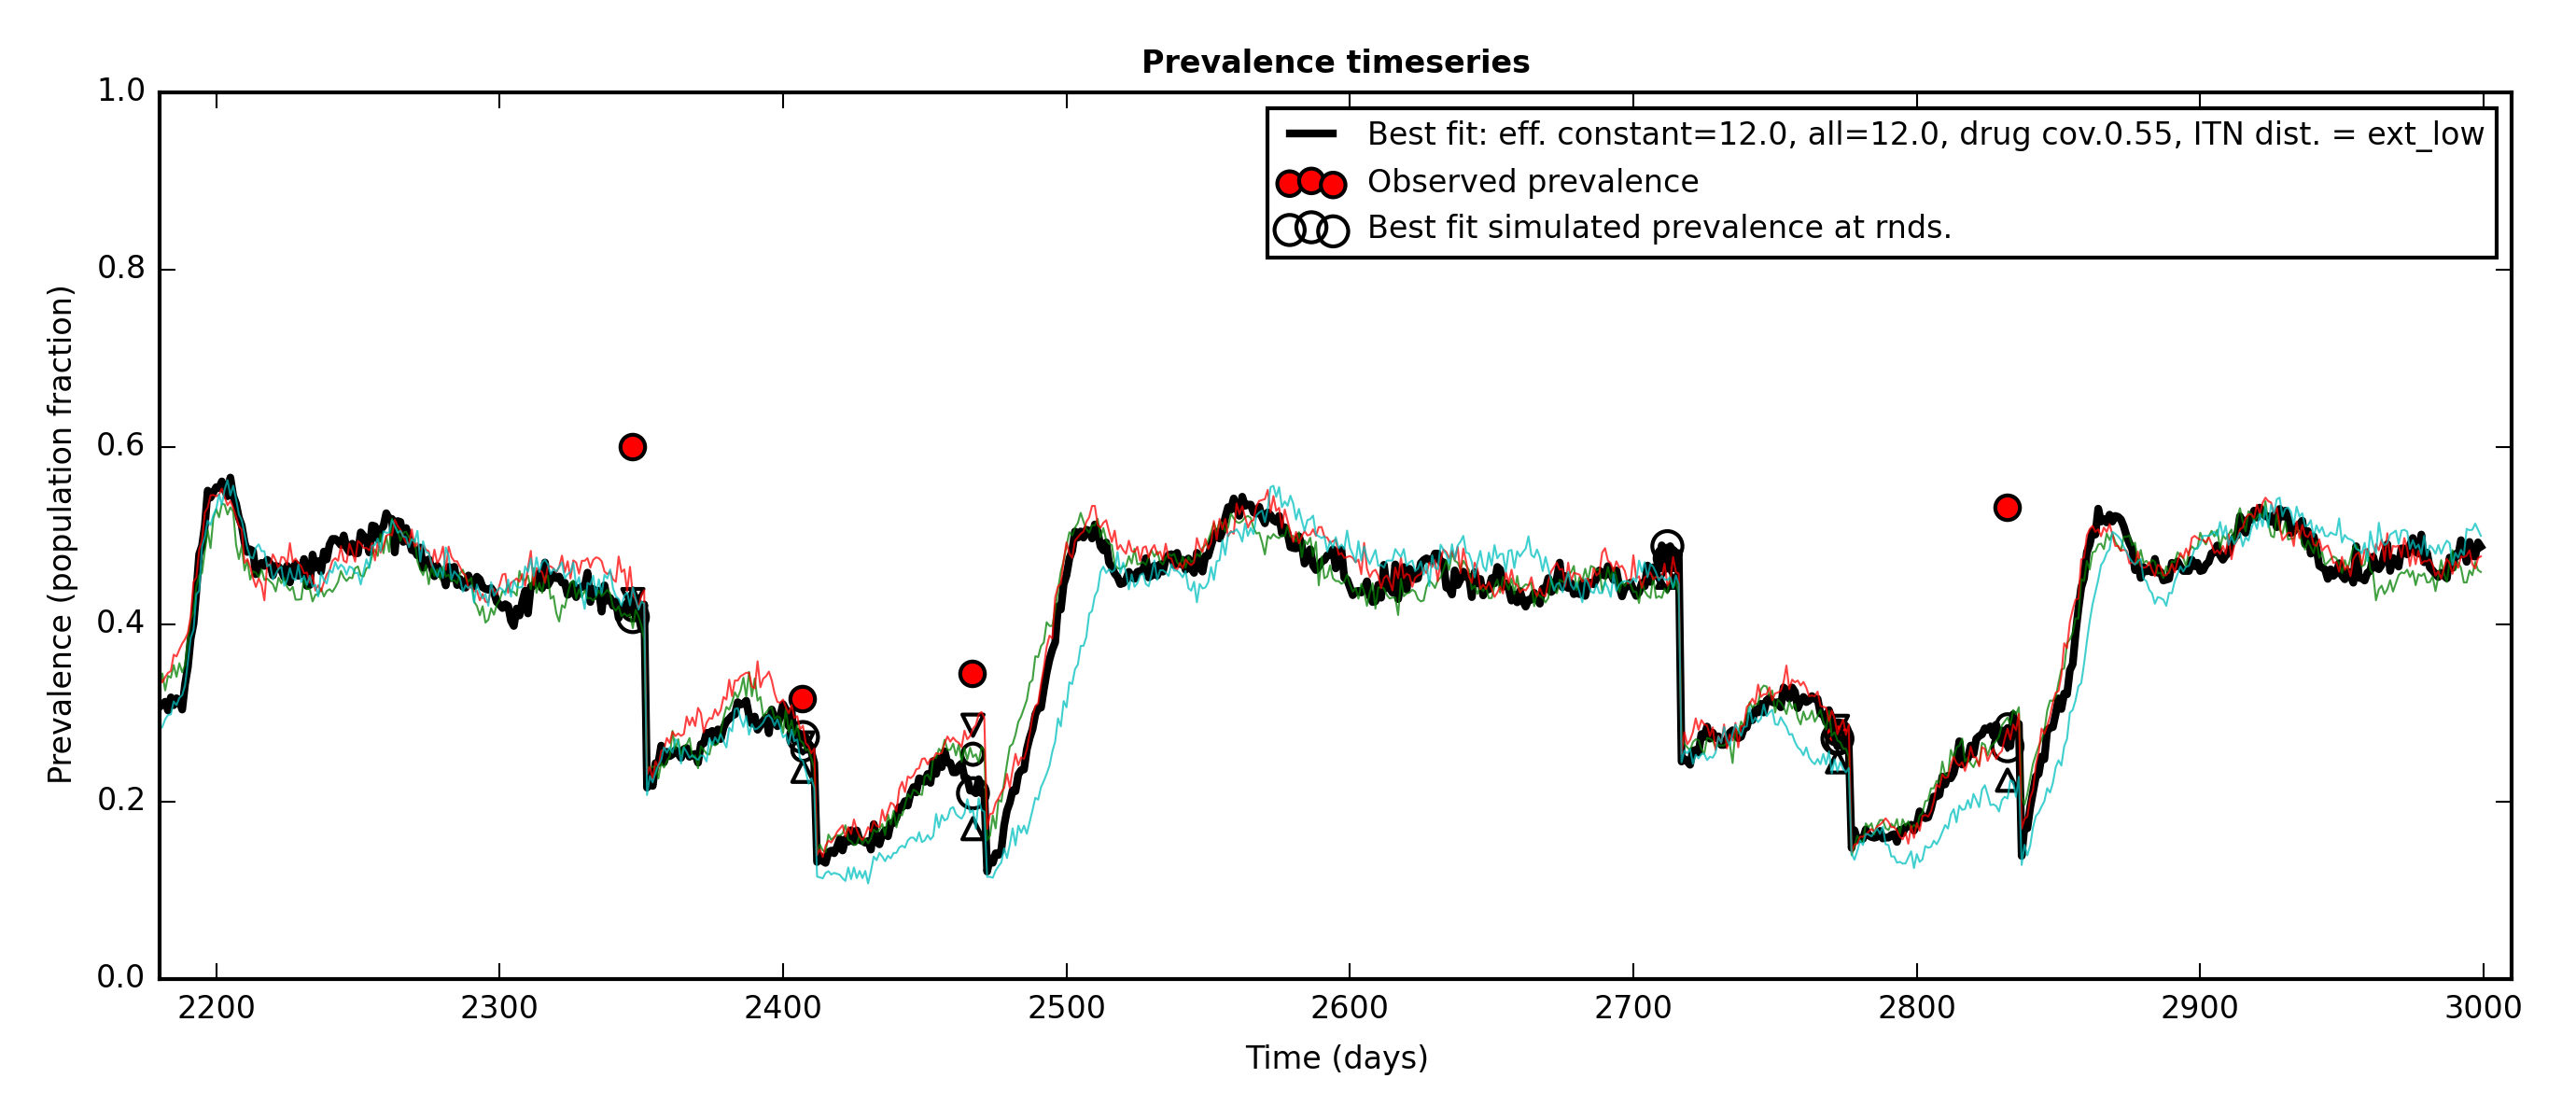 Prevalence timeseries
1.0
0.8
0.6
0.4
0.2
0.0
Prevalence (population fraction)
Best fit: eff. constant=12.0, all=12.0, drug cov.0.55, ITN dist. = ext_low
Observed prevalence
Best fit simulated prevalence at rnds.
2200 2300 2400 2500 2600 2700 2800 2900 3000
Time (days)